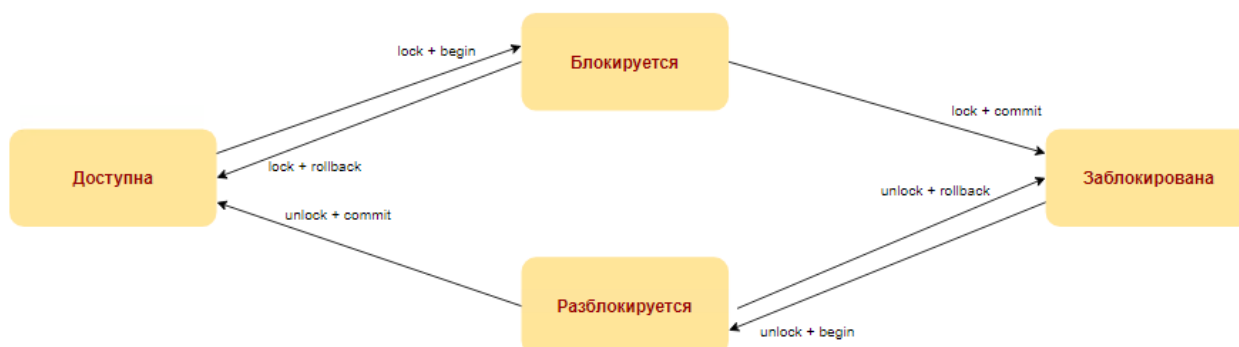 lock + begin
Блокируется
lock + commit
Доступна
lock + rollback
unlock + rollback
Заблокирована
unlock + commit
Разблокируется
unlock + begin